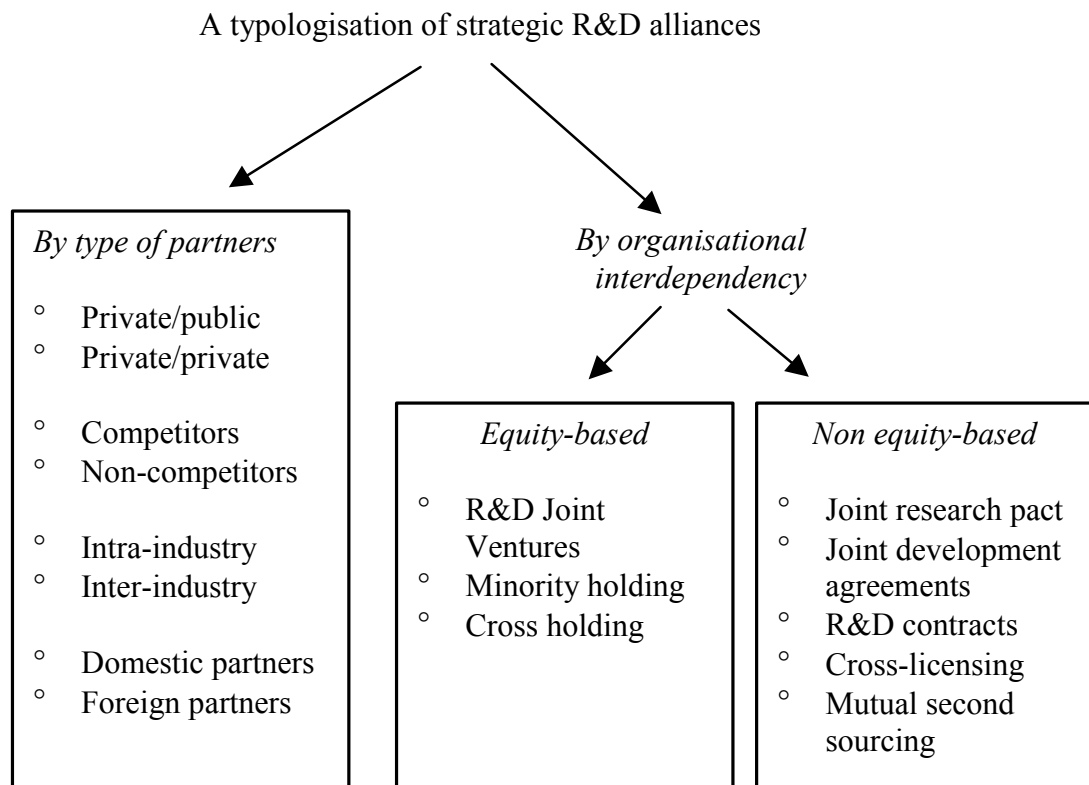 A typologisation of strategic R&D alliances
By type of partners
° Private/public
° Private/private
° Competitors
° Non-competitors
° Intra-industry
° Inter-industry
° Domestic partners
° Foreign partners
By organisational
interdependency
Equity-based
° R&D Joint
Ventures
° Minority holding
° Cross holding
Non equity-based
° Joint research pact
° Joint development
agreements
° R&D contracts
° Cross-licensing
° Mutual second
sourcing